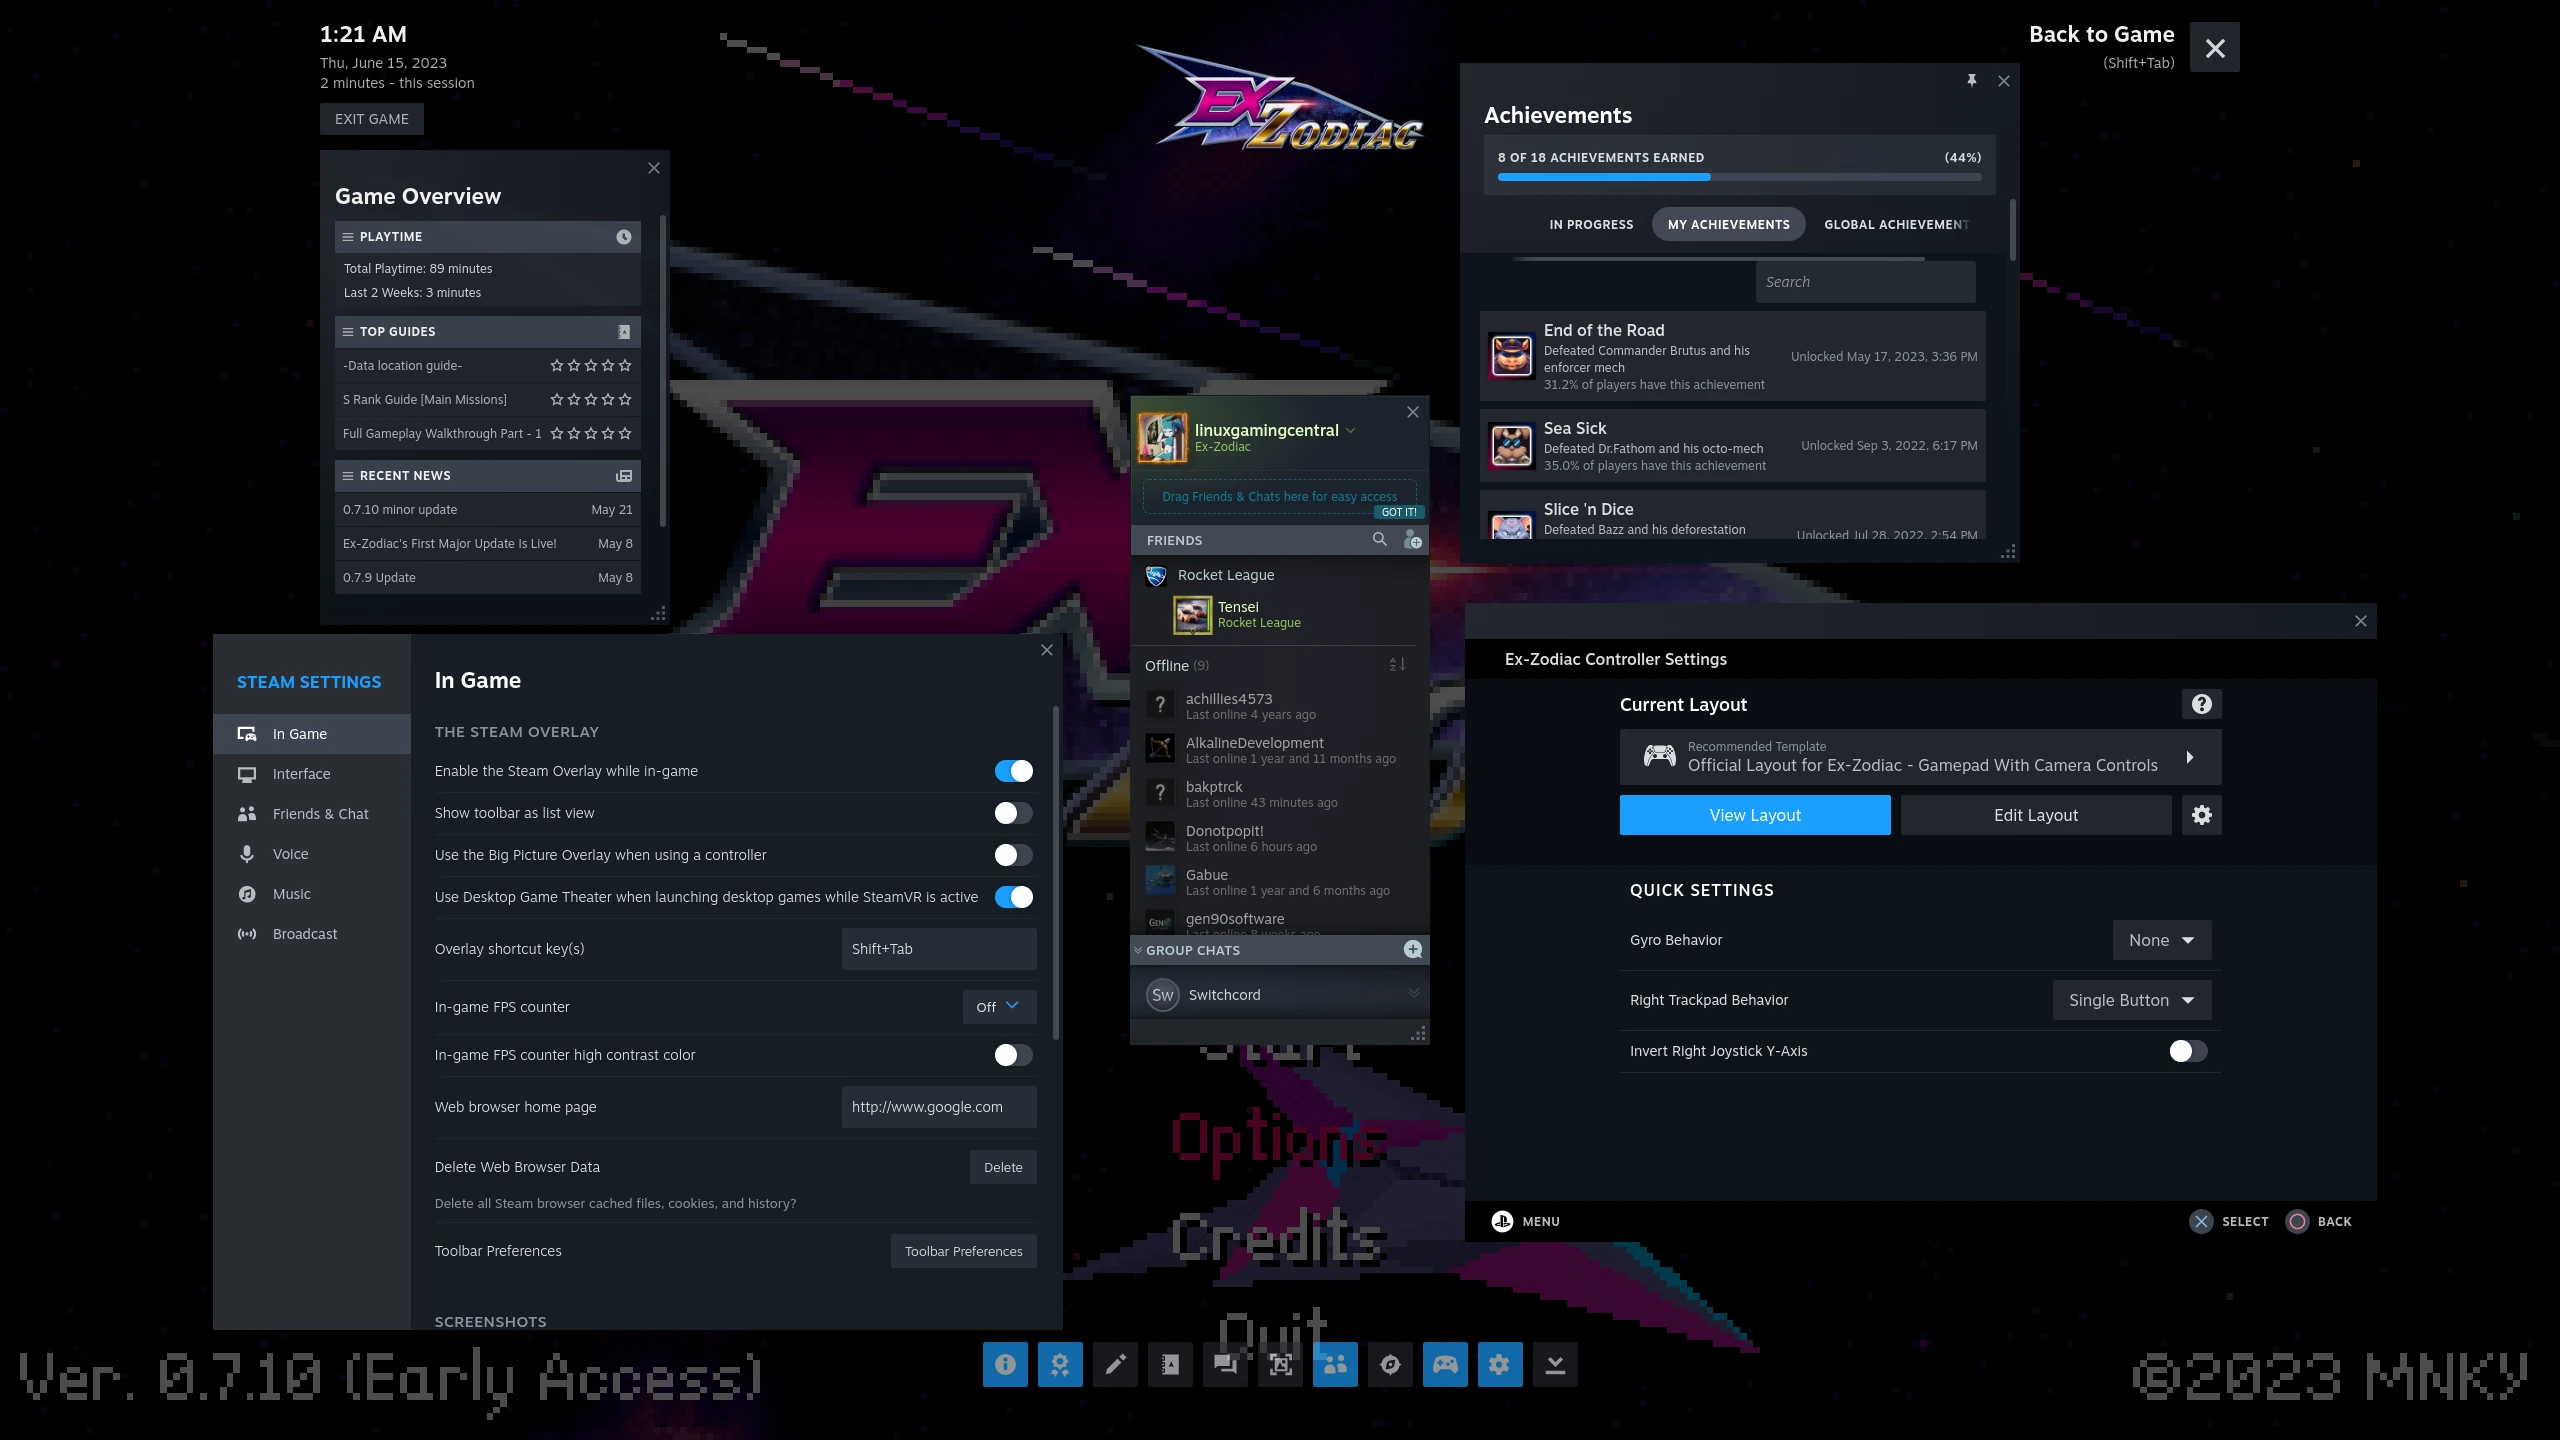 1:21 AM
Thu, June 15, 2023
2 minutes - this session
EXIT GAME
EX
ZODIAC
Back to Game
(Shift+Tab)
Game Overview
PLAYTIME
Total Playtime: 89 minutes
Last 2 Weeks: 3 minutes
TOP GUIDES
-Data location guide-
S Rank Guide [Main Missions]
Full Gameplay Walkthrough Part - 1
RECENT NEWS
0.7.10 minor update May 21
Ex-Zodiac's First Major Update Is Live! May 8
0.7.9 Update May 8
Achievements
8 OF 18 ACHIEVEMENTS EARNED (44%)
IN PROGRESS MY ACHIEVEMENTS GLOBAL ACHIEVEMENT
Search
End of the Road
Defeated Commander Brutus and his
enforcer mech
31.2% of players have this achievement
Unlocked May 17, 2023, 3:36 PM
Sea Sick
Defeated Dr.Fathom and his octo-mech
35.0% of players have this achievement
Unlocked Sep 3, 2022, 6:17 PM
Slice 'n Dice
Defeated Bazz and his deforestation
Unlocked Jul 28, 2022, 2:54 PM
linuxgamingcentral
Ex-Zodiac
Drag Friends & Chats here for easy access
GOT IT!
FRIENDS
Rocket League
Tensei
Rocket League
Offline (9)
achillies4573
Last online 4 years ago
AlkalineDevelopment
Last online 1 year and 11 months ago
bakptrck
Last online 43 minutes ago
Donotpopit!
Last online 6 hours ago
Gabue
Last online 1 year and 6 months ago
gen90software
Last online 8 weeks ago
GROUP CHATS
Sw Switchcord
STEAM SETTINGS
In Game
Interface
Friends & Chat
Voice
Music
Broadcast
In Game
THE STEAM OVERLAY
Enable the Steam Overlay while in-game
Show toolbar as list view
Use the Big Picture Overlay when using a controller
Use Desktop Game Theater when launching desktop games while SteamVR is active
Overlay shortcut key(s) Shift+Tab
In-game FPS counter Off
In-game FPS counter high contrast color
Web browser home page http://www.google.com
Delete Web Browser Data Delete
Delete all Steam browser cached files, cookies, and history?
Toolbar Preferences Toolbar Preferences
SCREENSHOTS
Ex-Zodiac Controller Settings
Current Layout
Recommended Template
Official Layout for Ex-Zodiac - Gamepad With Camera Controls
View Layout Edit Layout
QUICK SETTINGS
Gyro Behavior None
Right Trackpad Behavior Single Button
Invert Right Joystick Y-Axis
MENU SELECT BACK
Options
Credits
Quit
Ver. 0.7.10 (Early Access)
©2023 MNKY